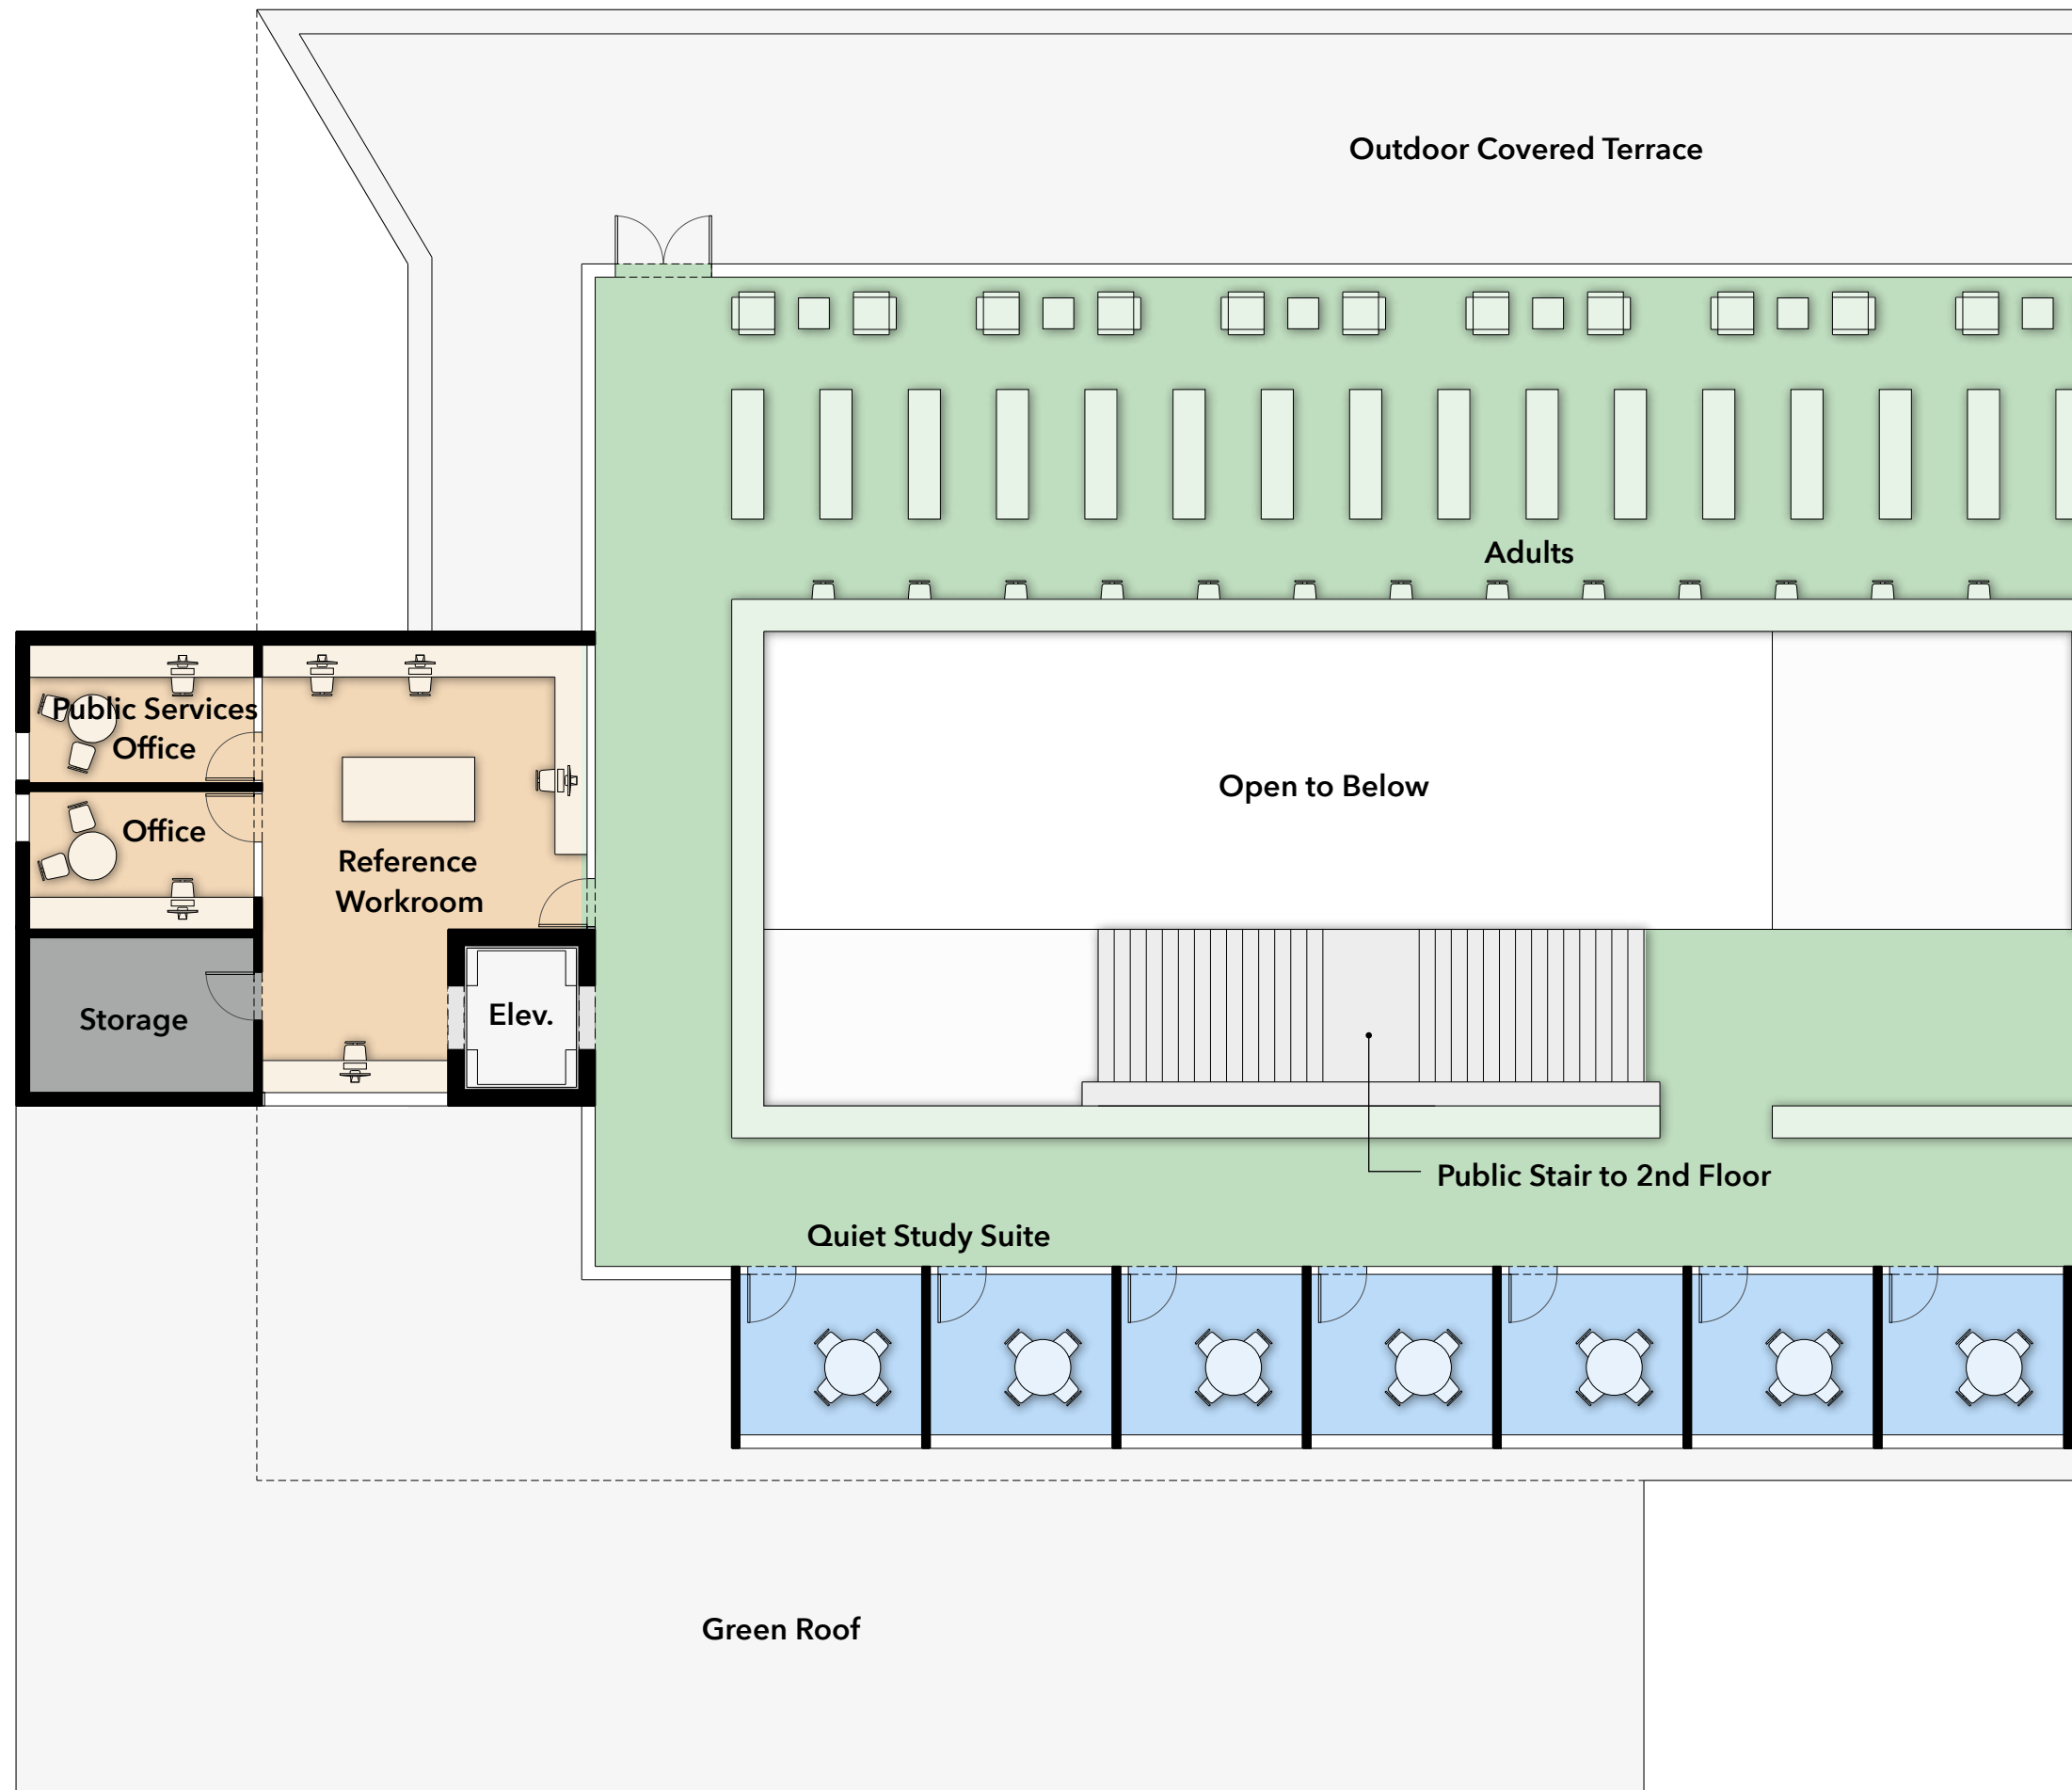 Outdoor Covered Terrace
Adults
Public Services
Office
Open to Below
Office
Reference
Workroom
Elev.
Storage
Public Stair to 2nd Floor
Quiet Study Suite
Green Roof